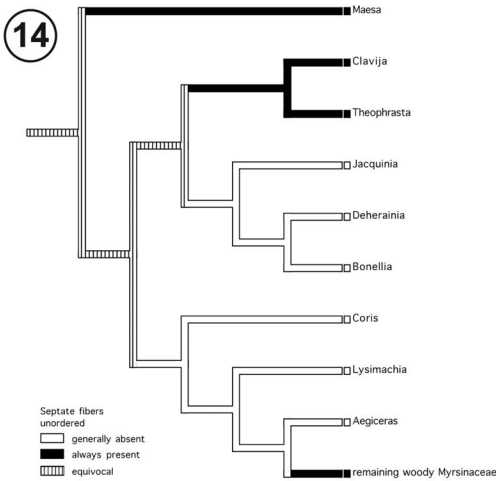 14
Maesa
Clavija
Theophrasta
Jacquinia
Deherainia
Bonellia
Coris
Lysimachia
Aegiceras
remaining woody Myrsinaceae
Septate fibers
unordered
generally absent
always present
equivocal